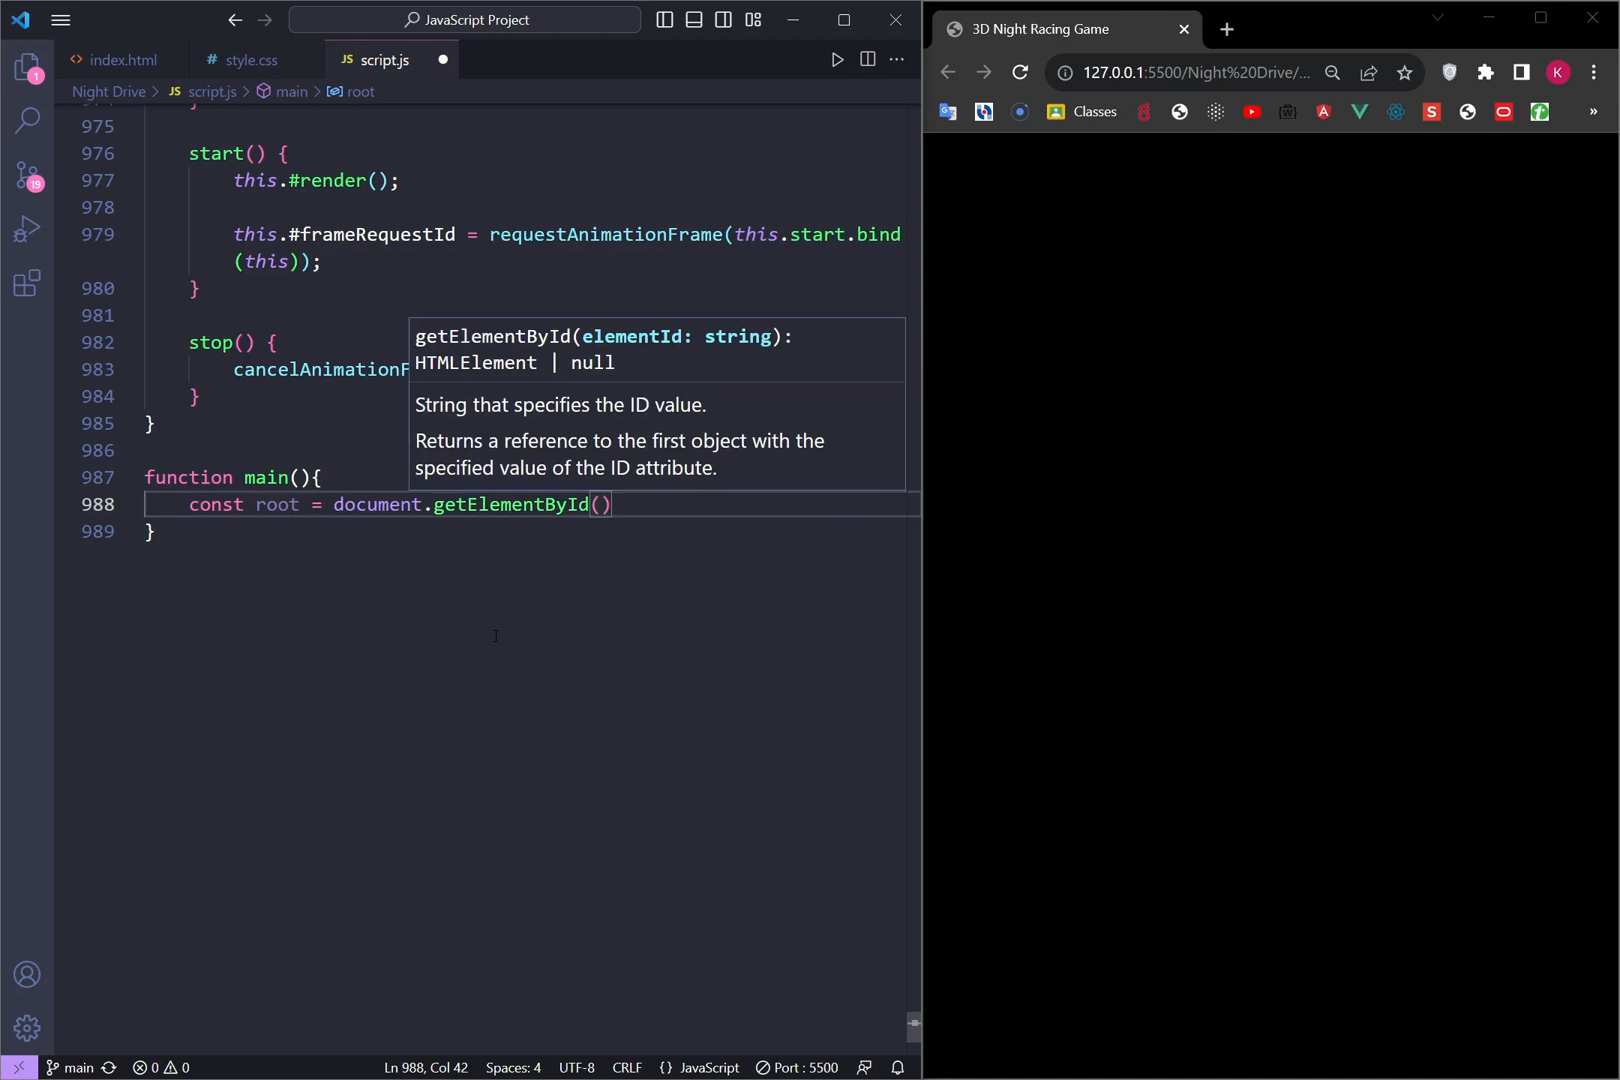 JavaScript Project
index.html
style.css
JS script.js
Night Drive > JS script.js > main > root
975
976 start() {
977 this.#render();
978
979 this.#frameRequestId = requestAnimationFrame(this.start.bind
(this));
980 }
981
982 stop() {
983 cancelAnimationF
984 }
985 }
986
987 function main(){
988 const root = document.getElementById()
989 }
getElementById(elementId: string):
HTMLElement | null
String that specifies the ID value.
Returns a reference to the first object with the
specified value of the ID attribute.
1
19
main
0 0
Ln 988, Col 42
Spaces: 4
UTF-8
CRLF
{} JavaScript
Port : 5500
3D Night Racing Game
127.0.0.1:5500/Night%20Drive/...
K
Classes
S
»